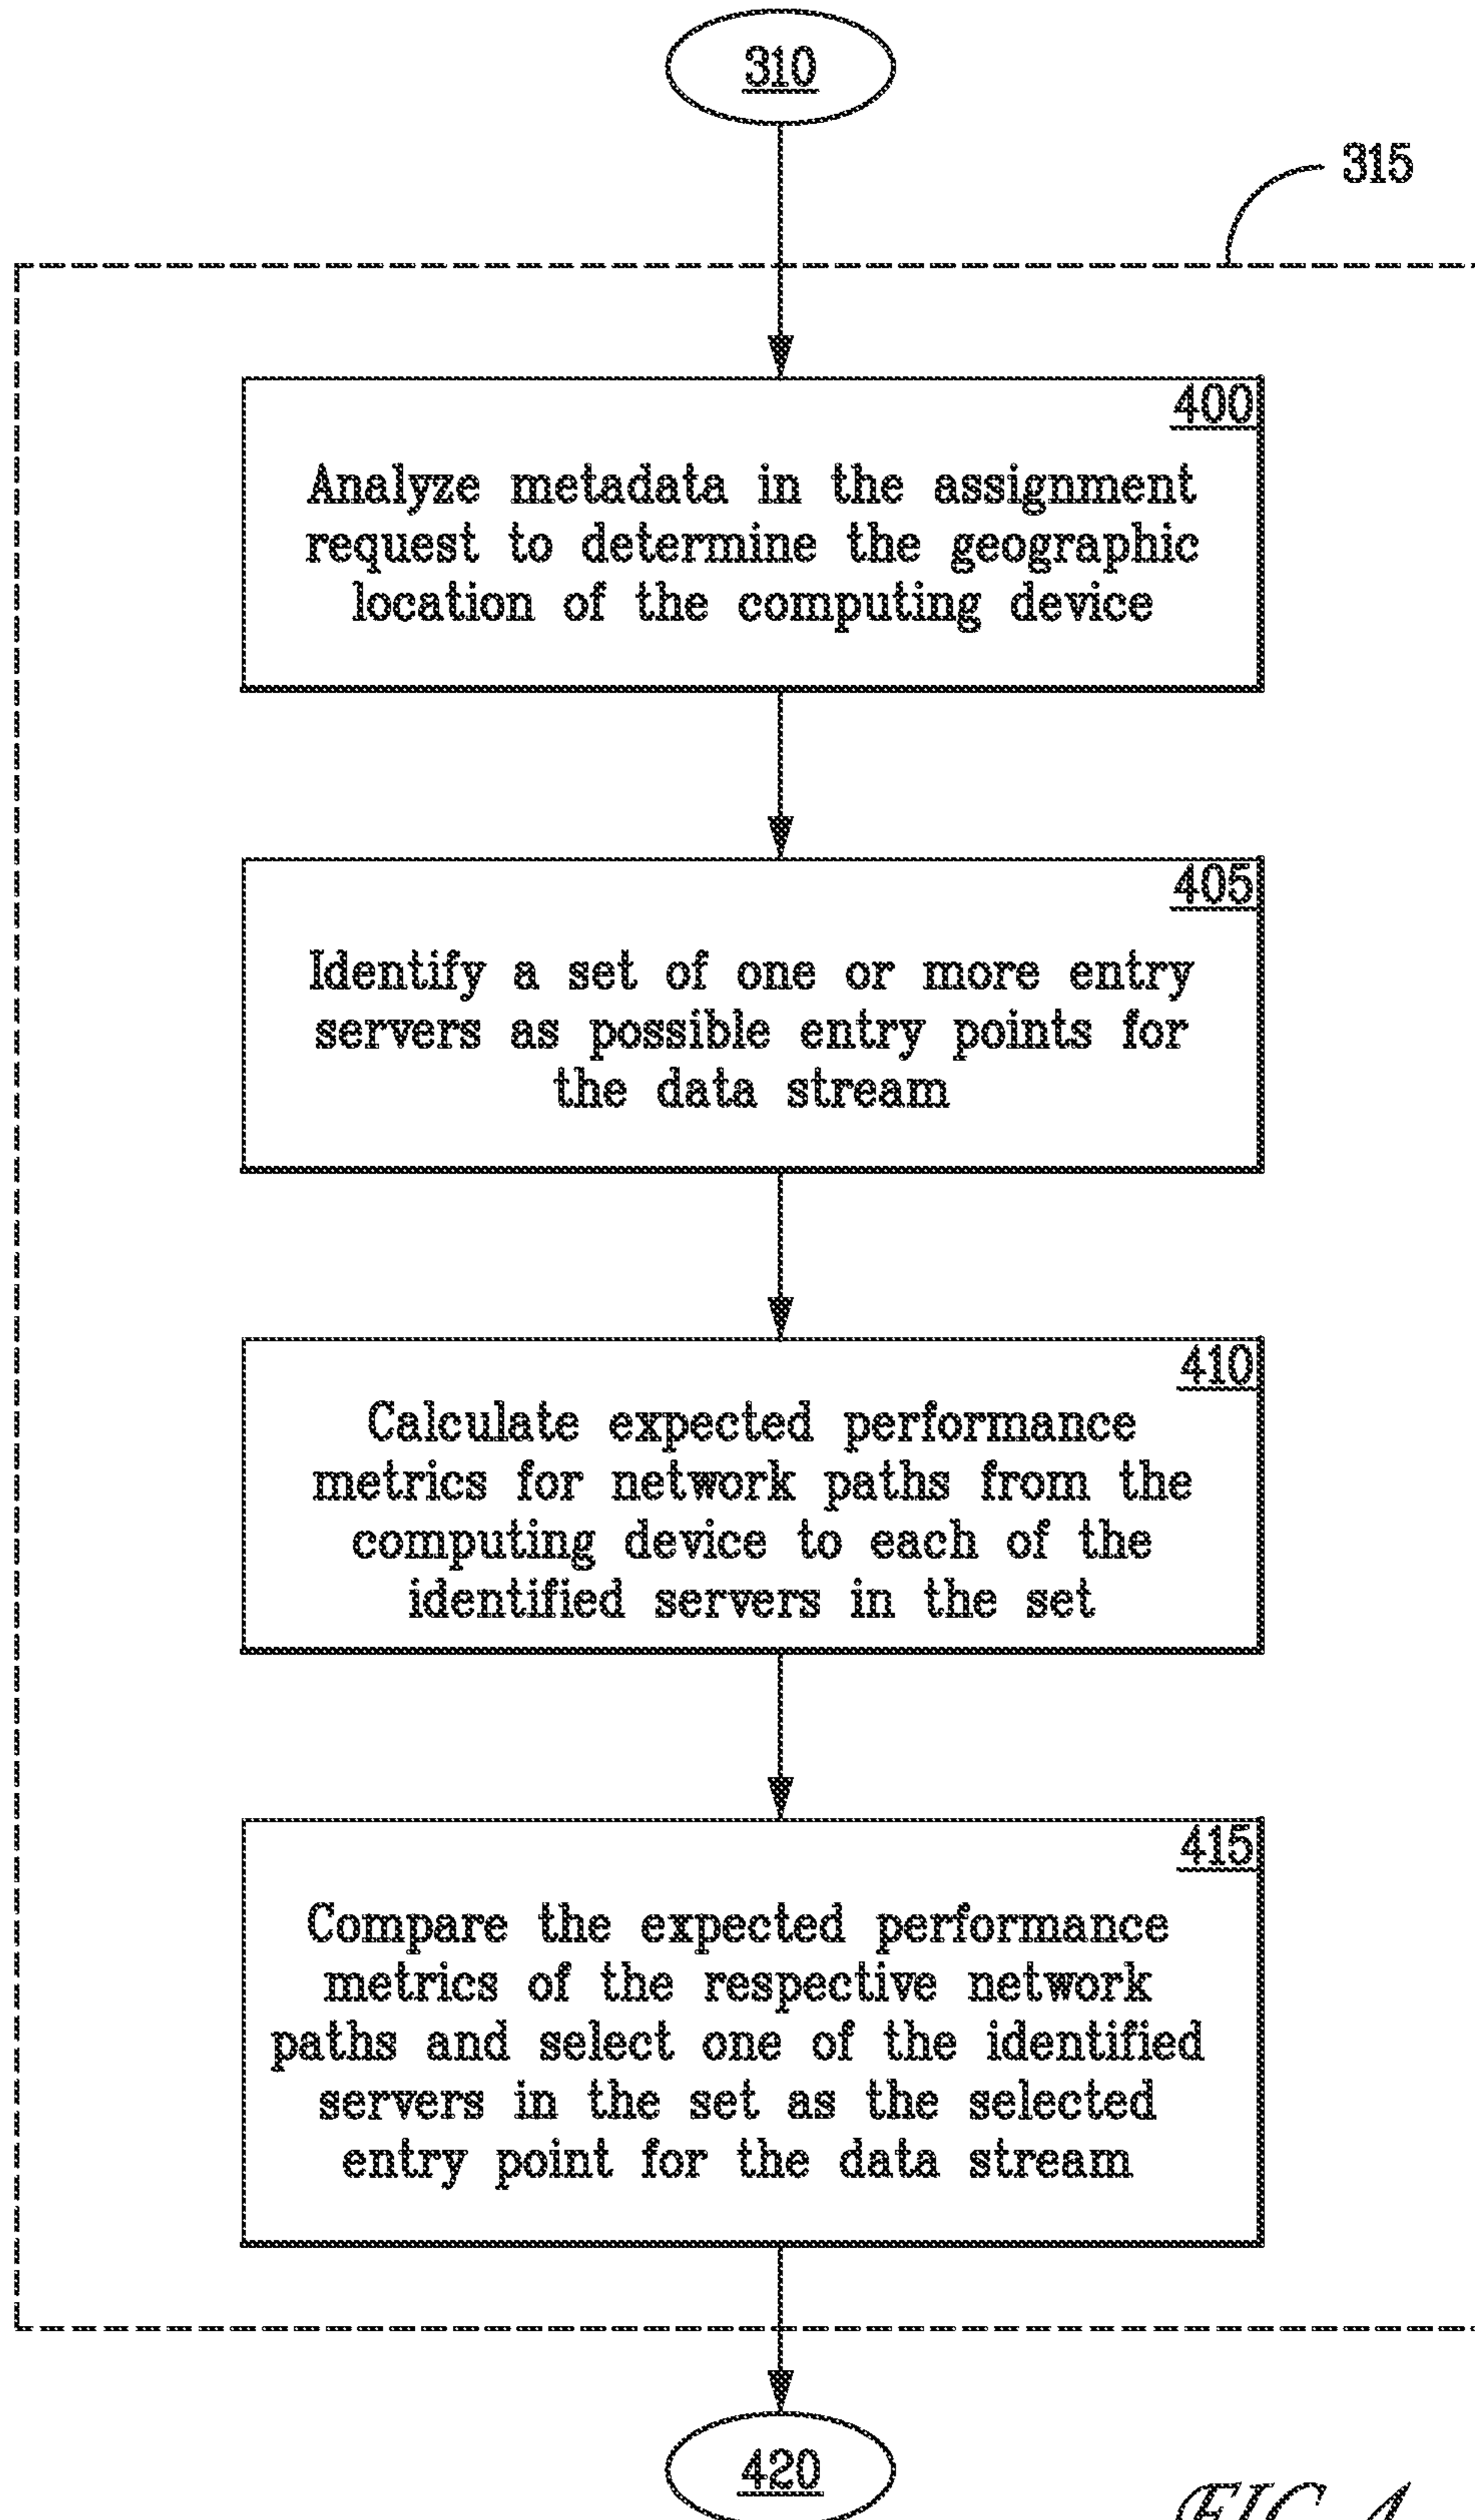 310
315
400
Analyze metadata in the assignment
request to determine the geographic
location of the computing device
405
Identify a set of one or more entry
servers as possible entry points for
the data stream
410
Calculate expected performance
metrics for network paths from the
computing device to each of the
identified servers in the set
415
Compare the expected performance
metrics of the respective network
paths and select one of the identified
servers in the set as the selected
entry point for the data stream
420